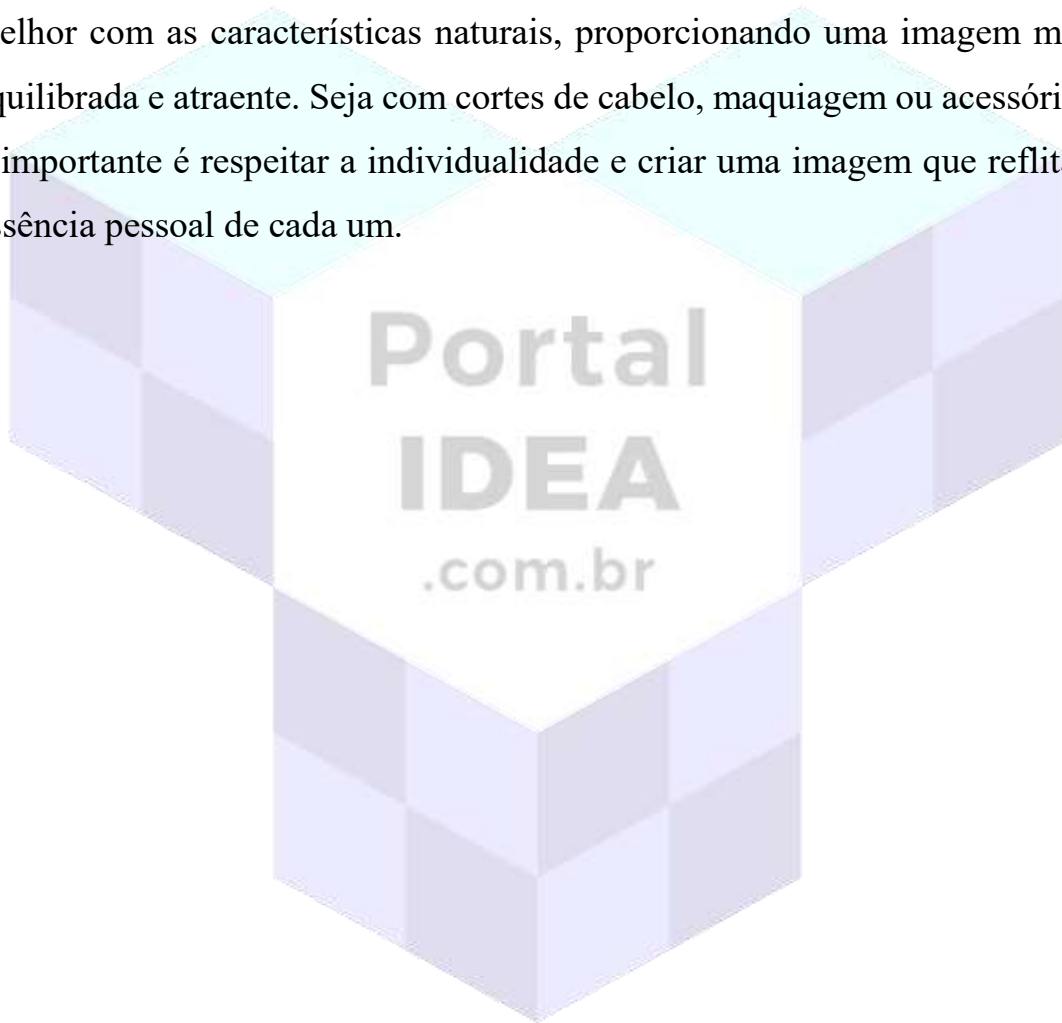 elhor com as características naturais, proporcionando uma imagem m
quilibrada e atraente. Seja com cortes de cabelo, maquiagem ou acessóri
importante é respeitar a individualidade e criar uma imagem que reflit
ssência pessoal de cada um.
Portal
IDEA
.com.br